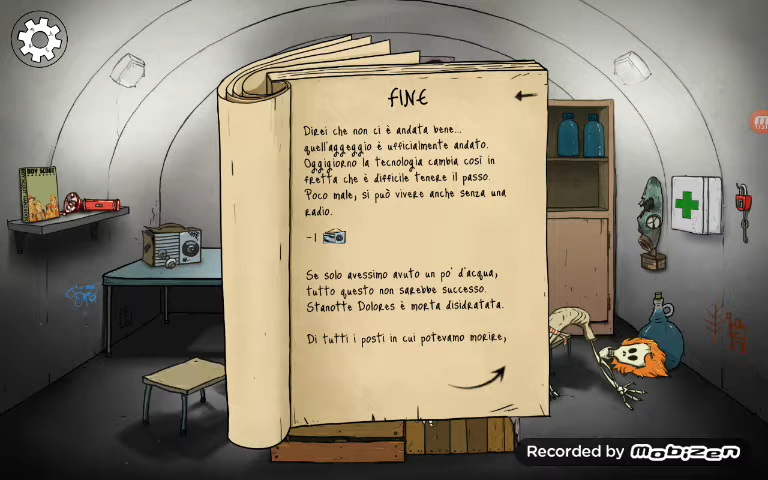 FINE
Direi che non ci è andata bene...
quell'aggeggio è ufficialmente andato.
Oggigiorno la tecnologia cambia così in
fretta che è difficile tenere il passo.
Poco male, si può vivere anche senza una
radio.
-1
Se solo avessimo avuto un po' d'acqua,
tutto questo non sarebbe successo.
Stanotte Dolores è morta disidratata.
Di tutti i posti in cui potevamo morire,
BOY SCOUT
Recorded by mobizen